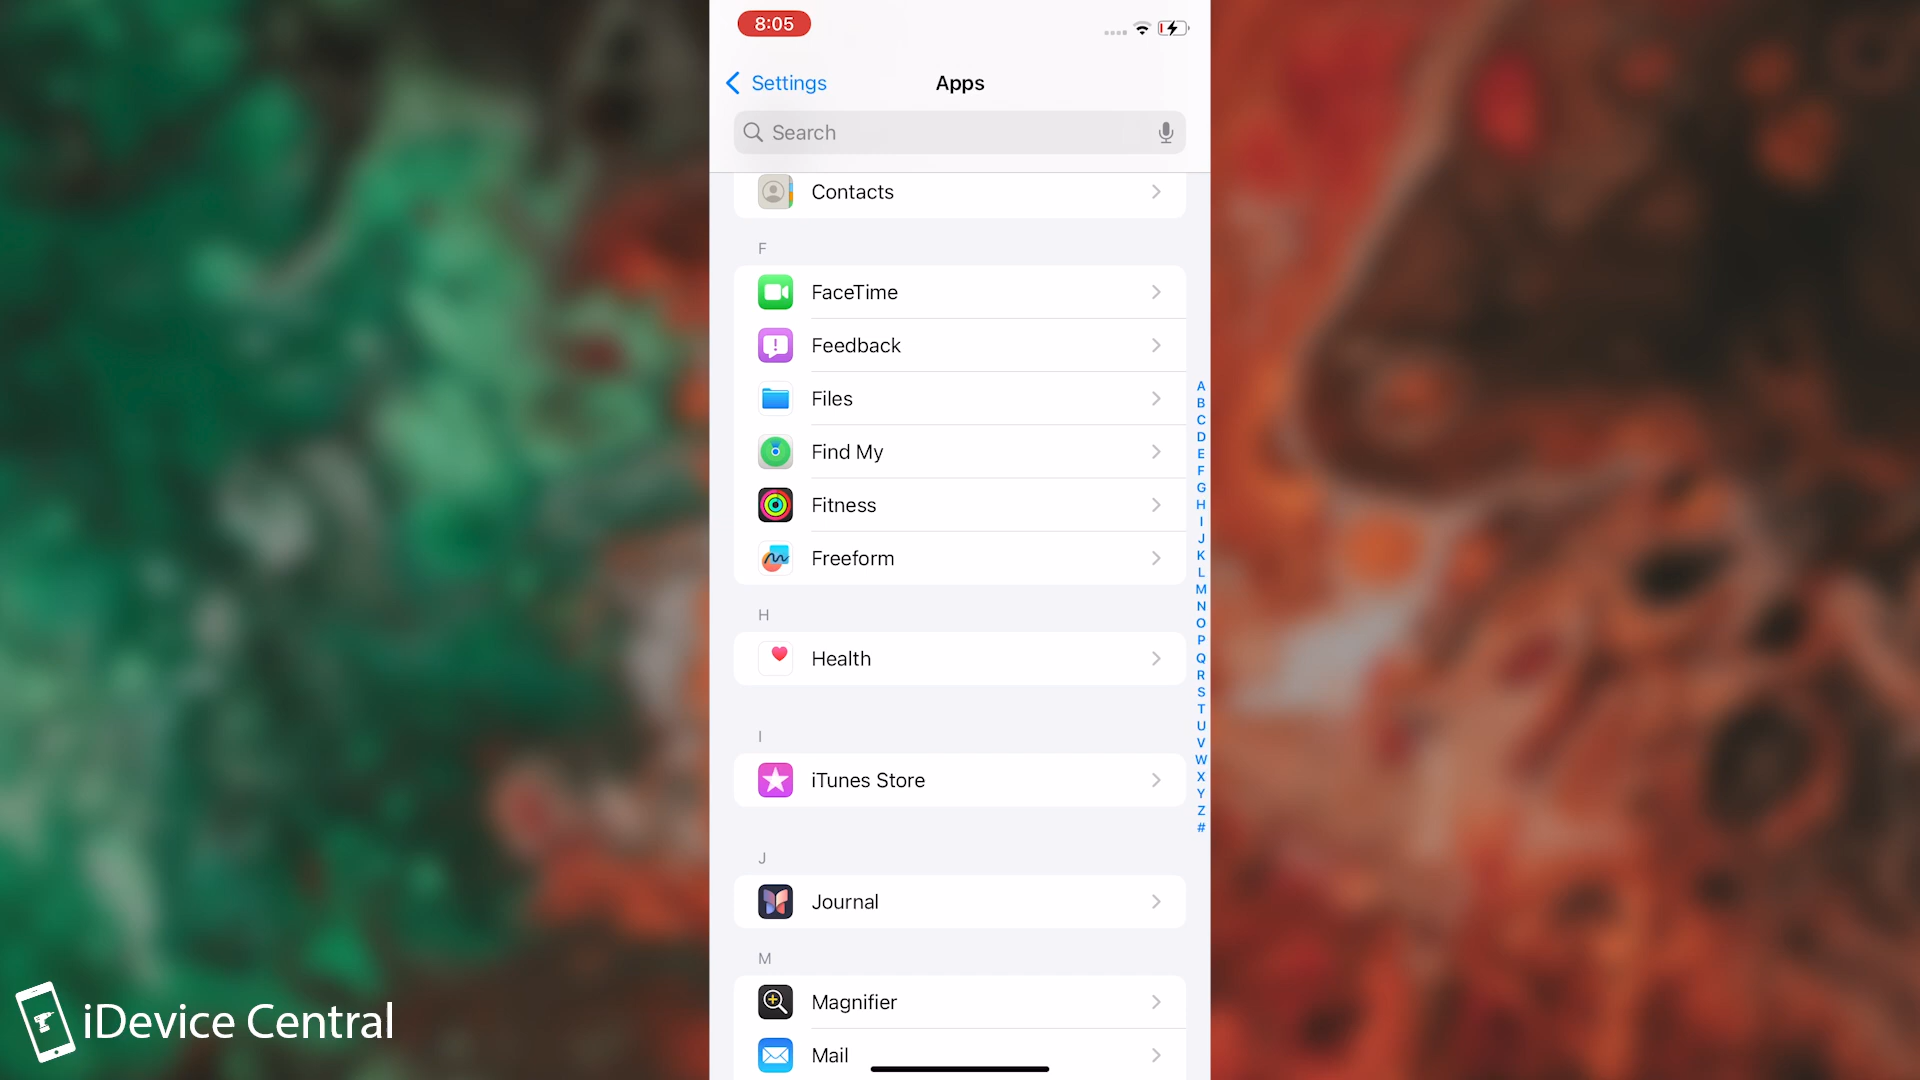 8:05
Settings
Apps
Search
Contacts
F
FaceTime
Feedback
Files
Find My
Fitness
Freeform
H
Health
I
iTunes Store
J
Journal
M
Magnifier
Mail
A
B
C
D
E
F
G
H
I
J
K
L
M
N
O
P
Q
R
S
T
U
V
W
X
Y
Z
#
iDevice Central